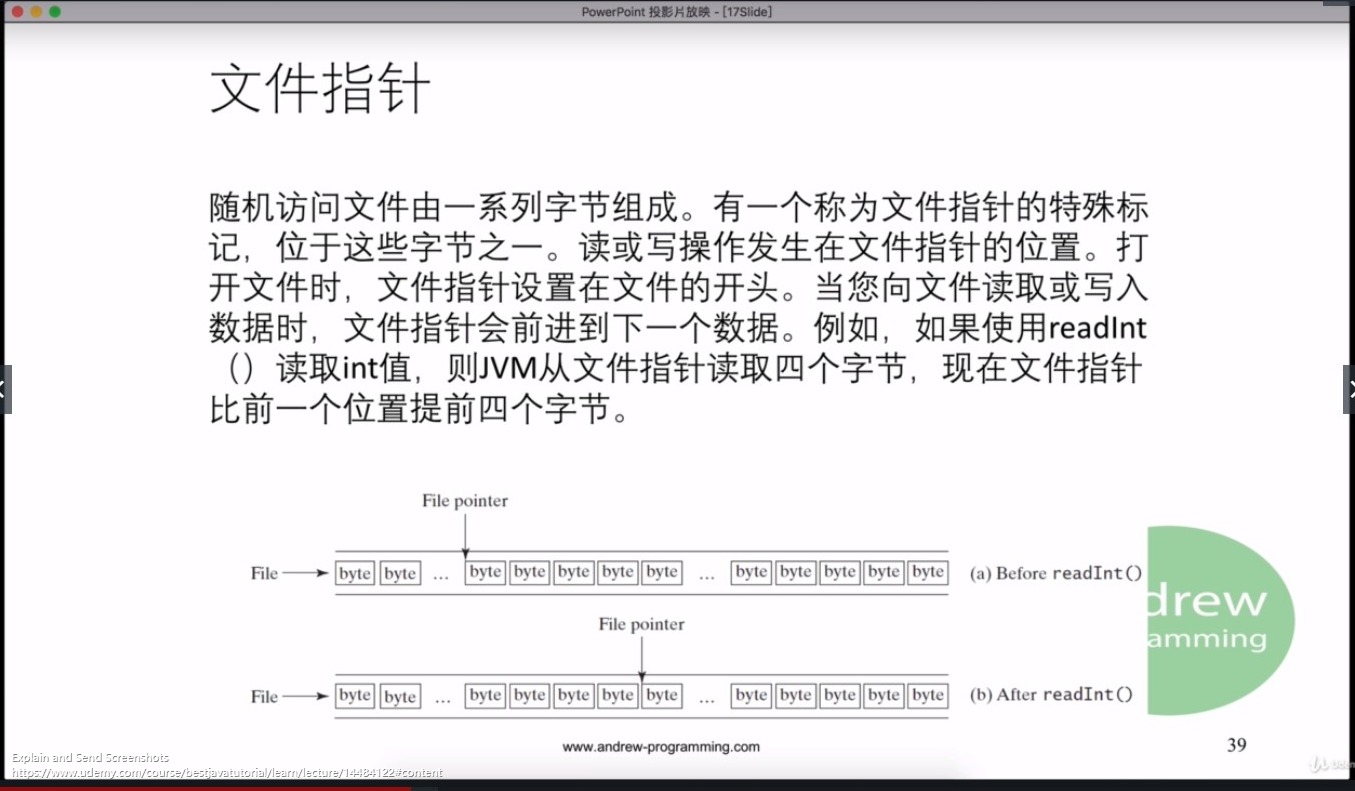 PowerPoint 投影片放映 - [17Slide]
文件指针
随机访问文件由一系列字节组成。有一个称为文件指针的特殊标
记，位于这些字节之一。读或写操作发生在文件指针的位置。打
开文件时，文件指针设置在文件的开头。当您向文件读取或写入
数据时，文件指针会前进到下一个数据。例如，如果使用readInt
（）读取int值，则JVM从文件指针读取四个字节，现在文件指针
比前一个位置提前四个字节。
File pointer
File byte byte ... byte byte byte byte byte ... byte byte byte byte byte (a) Before readInt()
File pointer
File byte byte ... byte byte byte byte byte ... byte byte byte byte byte (b) After readInt()
drew
amming
www.andrew-programming.com
39
Explain and Send Screenshots
https://www.udemy.com/course/bestjavatutorial/learn/lecture/14484122#content